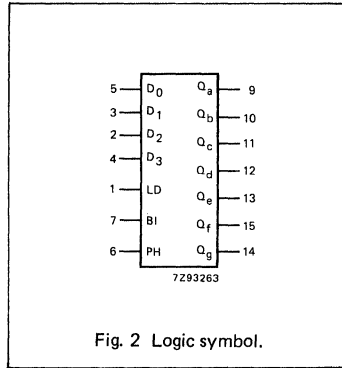 5 D0 Qa 9
3 D1 Qb 10
2 D2 Qc 11
4 D3 Qd 12
1 LD Qe 13
7 BI Qf 15
6 PH Qg 14
7Z93263
Fig. 2 Logic symbol.